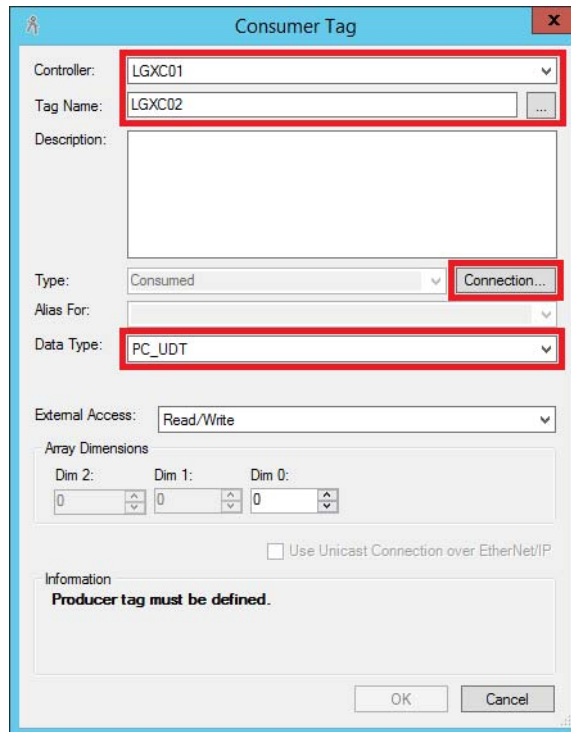 Consumer Tag
x
Controller: LGXC01
Tag Name: LGXC02 ...
Description:
Type: Consumed Connection...
Alias For:
Data Type: PC_UDT
External Access: Read/Write
Array Dimensions
Dim 2: Dim 1: Dim 0:
0 0 0
Use Unicast Connection over EtherNet/IP
Information
Producer tag must be defined.
OK Cancel